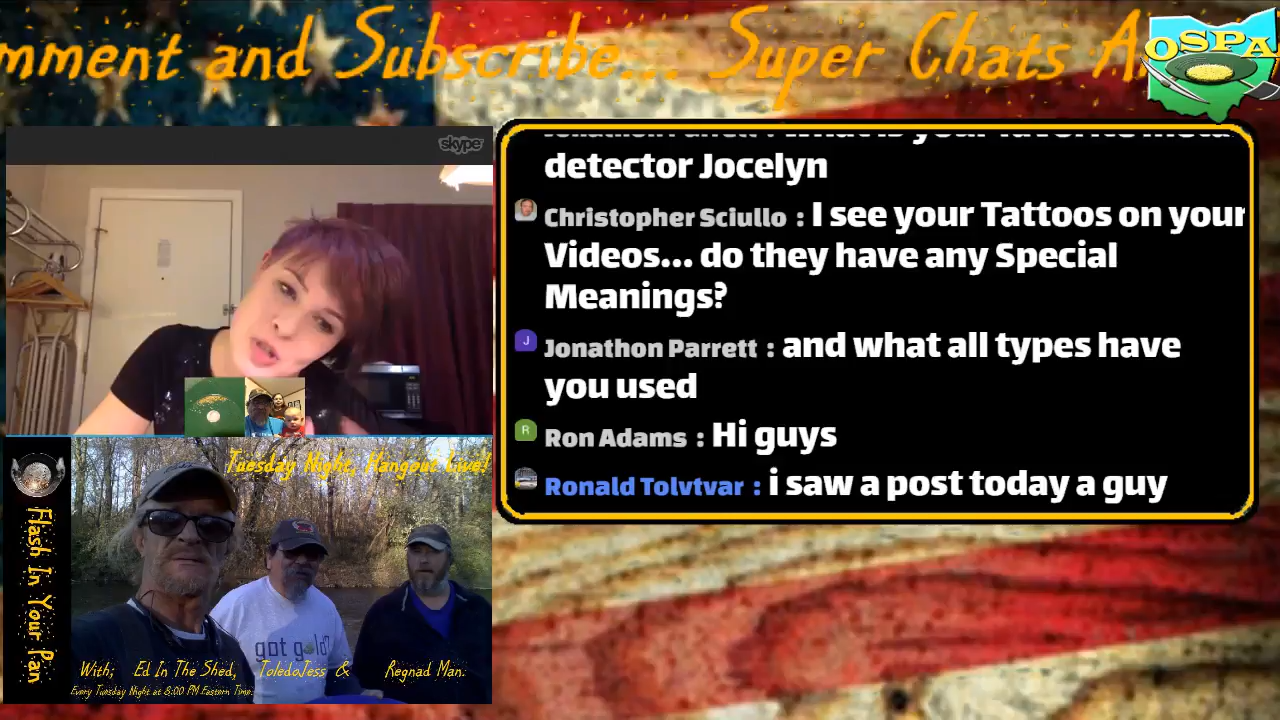 mment and Subscribe... Super Chats A
OSPA
skype
detector Jocelyn
Christopher Sciullo : I see your Tattoos on your
Videos... do they have any Special
Meanings?
Jonathon Parrett : and what all types have
you used
Ron Adams : Hi guys
Ronald Tolvtvar : i saw a post today a guy
Tuesday Night, Hangout Live!
Flash In Your Pan
got gold?
With; Ed In The Shed, ToledoJess & Regnad Man.
Every Tuesday Night at 8:00 PM Eastern Time.